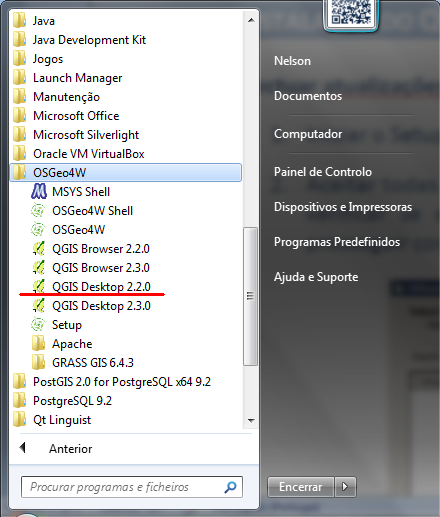 Java
Java Development Kit
Jogos
Launch Manager
Manutenção
Microsoft Office
Microsoft Silverlight
Oracle VM VirtualBox
OSGeo4W
MSYS Shell
OSGeo4W Shell
OSGeo4W
QGIS Browser 2.2.0
QGIS Browser 2.3.0
QGIS Desktop 2.2.0
QGIS Desktop 2.3.0
Setup
Apache
GRASS GIS 6.4.3
PostGIS 2.0 for PostgreSQL x64 9.2
PostgreSQL 9.2
Qt Linguist
Anterior
Procurar programas e ficheiros
Nelson
Documentos
Computador
Painel de Controlo
Dispositivos e Impressoras
Programas Predefinidos
Ajuda e Suporte
Encerrar